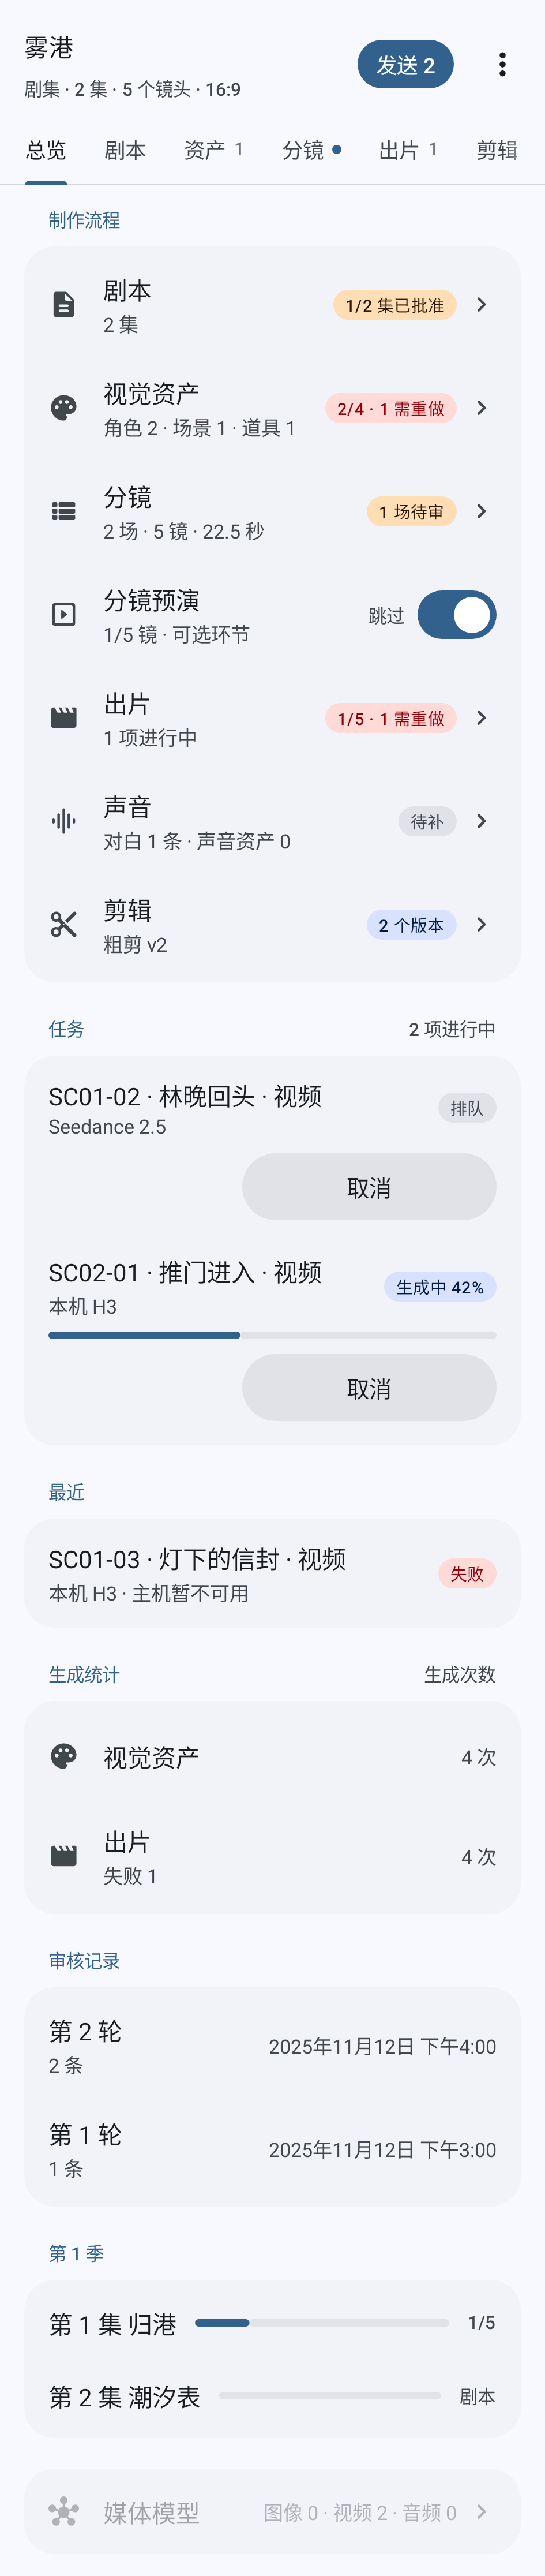 雾港
剧集 · 2 集 · 5 个镜头 · 16:9
发送 2
总览 剧本 资产 1 分镜 出片 1 剪辑
制作流程
剧本
2 集
1/2 集已批准
视觉资产
角色 2 · 场景 1 · 道具 1
2/4 · 1 需重做
分镜
2 场 · 5 镜 · 22.5 秒
1 场待审
分镜预演
1/5 镜 · 可选环节
跳过
出片
1 项进行中
1/5 · 1 需重做
声音
对白 1 条 · 声音资产 0
待补
剪辑
粗剪 v2
2 个版本
任务 2 项进行中
SC01-02 · 林晚回头 · 视频
Seedance 2.5
排队
取消
SC02-01 · 推门进入 · 视频
本机 H3
生成中 42%
取消
最近
SC01-03 · 灯下的信封 · 视频
本机 H3 · 主机暂不可用
失败
生成统计 生成次数
视觉资产 4 次
出片
失败 1
4 次
审核记录
第 2 轮
2 条
2025年11月12日 下午4:00
第 1 轮
1 条
2025年11月12日 下午3:00
第 1 季
第 1 集 归港 1/5
第 2 集 潮汐表 剧本
媒体模型 图像 0 · 视频 2 · 音频 0